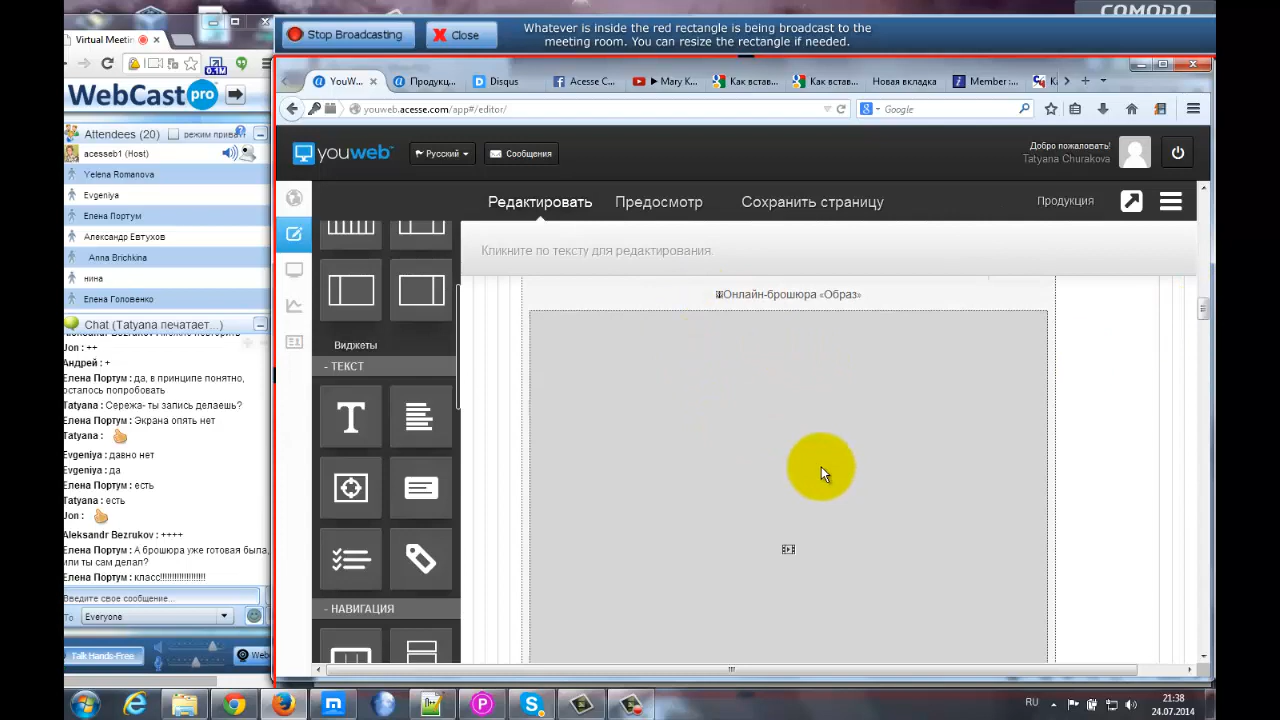 COMODO
Virtual Meetin
Stop Broadcasting
Close
Whatever is inside the red rectangle is being broadcast to the
meeting room. You can resize the rectangle if needed.
YouW...
Продукц...
Disqus
Acesse C...
▶ Mary K...
Как встав...
Как встав...
Новая вкладка
Member :...
0.1M
youweb.acesse.com/app#/editor/
Google
WebCast pro
Attendees (20)
режим приват
acesseb1 (Host)
Yelena Romanova
Evgeniya
Елена Портум
Александр Евтухов
Anna Brichkina
нина
Елена Головенко
youweb
Русский
Сообщения
Добро пожаловать!
Tatyana Churakova
Редактировать
Предосмотр
Сохранить страницу
Продукция
Кликните по тексту для редактирования.
Онлайн-брошюра «Образ»
Виджеты
- ТЕКСТ
- НАВИГАЦИЯ
Chat (Tatyana печатает...)
Jon : ++
Андрей : +
Елена Портум : да, в принципе понятно,
осталось попробовать
Tatyana : Сережа- ты запись делаешь?
Елена Портум : Экрана опять нет
Tatyana :
Evgeniya : давно нет
Evgeniya : да
Елена Портум : есть
Tatyana : есть
Jon :
Aleksandr Bezrukov : ++++
Елена Портум : А брошюра уже готовая была,
или ты сам делал?
Елена Портум : класс!!!!!!!!!!!!!!!!!!!!
Введите свое сообщение...
To
Everyone
Talk Hands-Free
Web
RU
21:38
24.07.2014